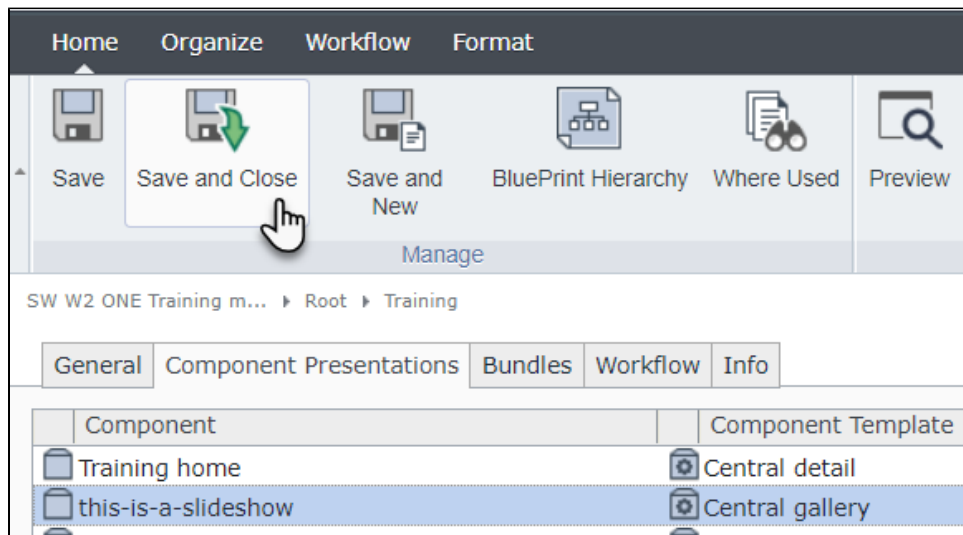 Home Organize Workflow Format
Save Save and Close Save and New BluePrint Hierarchy Where Used Preview
Manage
SW W2 ONE Training m... Root Training
General Component Presentations Bundles Workflow Info
Component Component Template
Training home Central detail
this-is-a-slideshow Central gallery